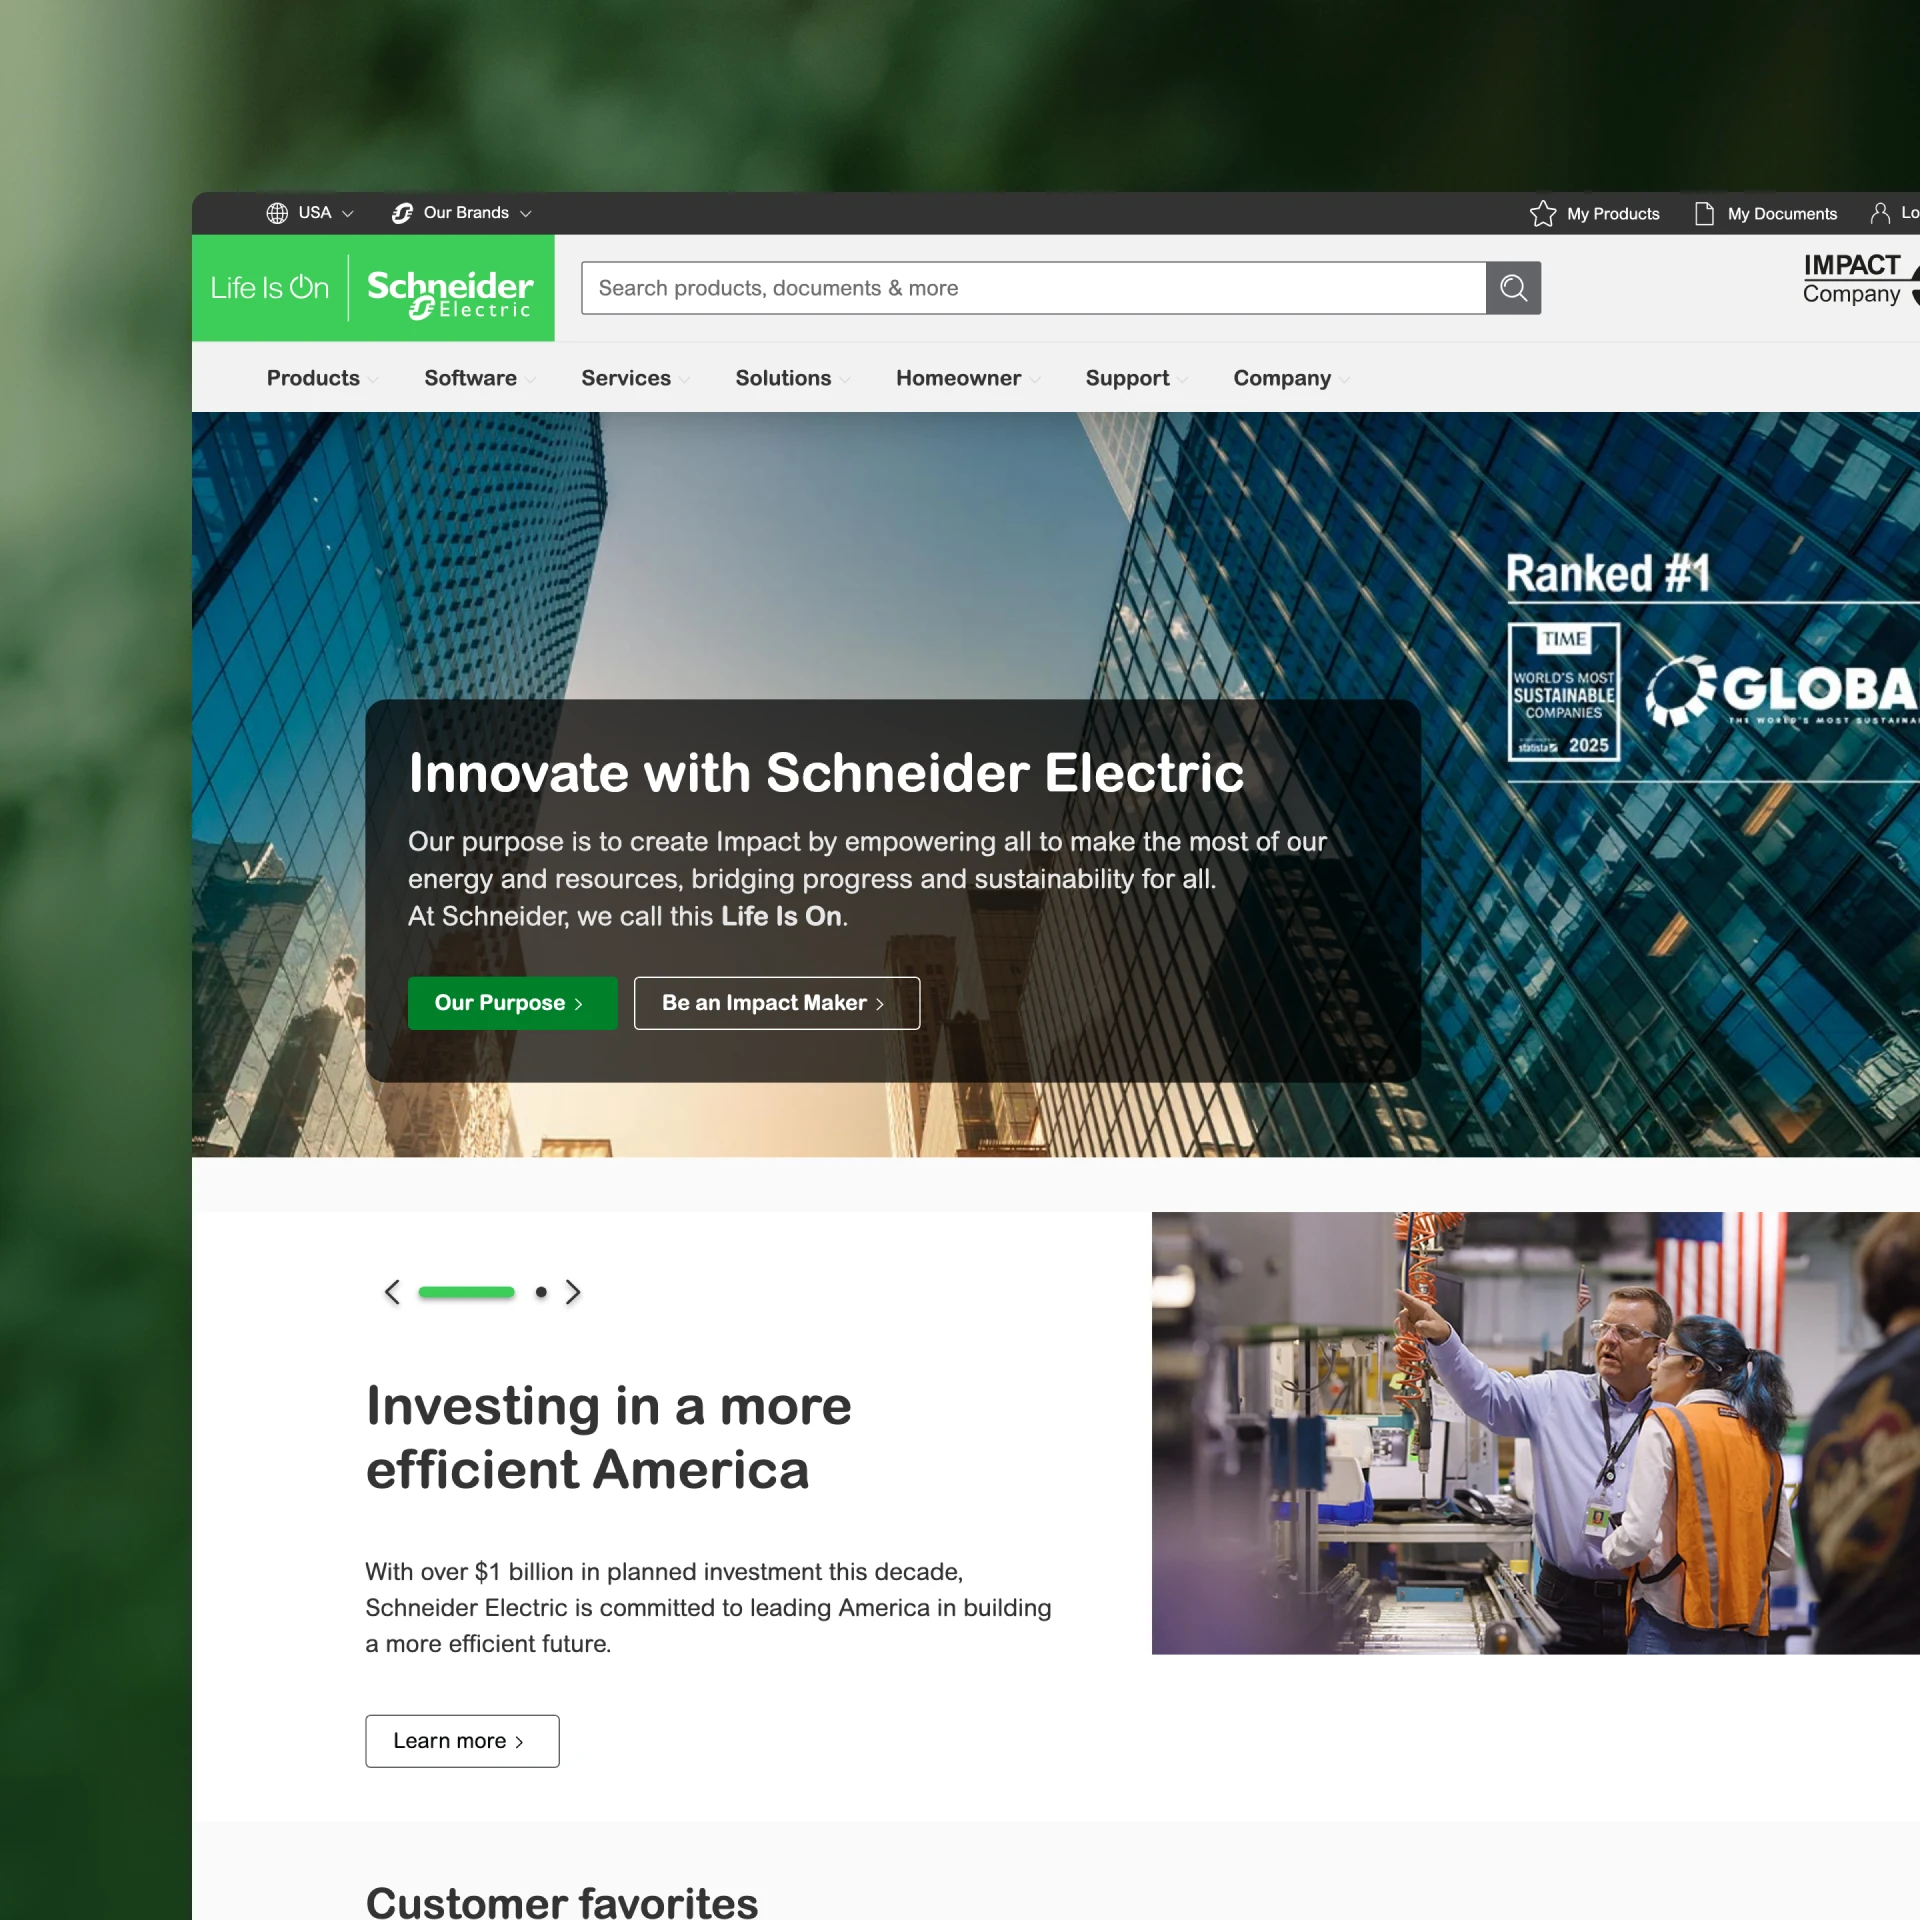 USA
Our Brands
My Products
My Documents
Life Is On
Schneider
Electric
Search products, documents & more
IMPACT
Company
Products
Software
Services
Solutions
Homeowner
Support
Company
Ranked #1
TIME
WORLD'S MOST
SUSTAINABLE
COMPANIES
statista
2025
THE WORLD'S MOST
Innovate with Schneider Electric
Our purpose is to create Impact by empowering all to make the most of our
energy and resources, bridging progress and sustainability for all.
At Schneider, we call this Life Is On.
Our Purpose
Be an Impact Maker
Investing in a more
efficient America
With over $1 billion in planned investment this decade,
Schneider Electric is committed to leading America in building
a more efficient future.
Learn more
Customer favorites